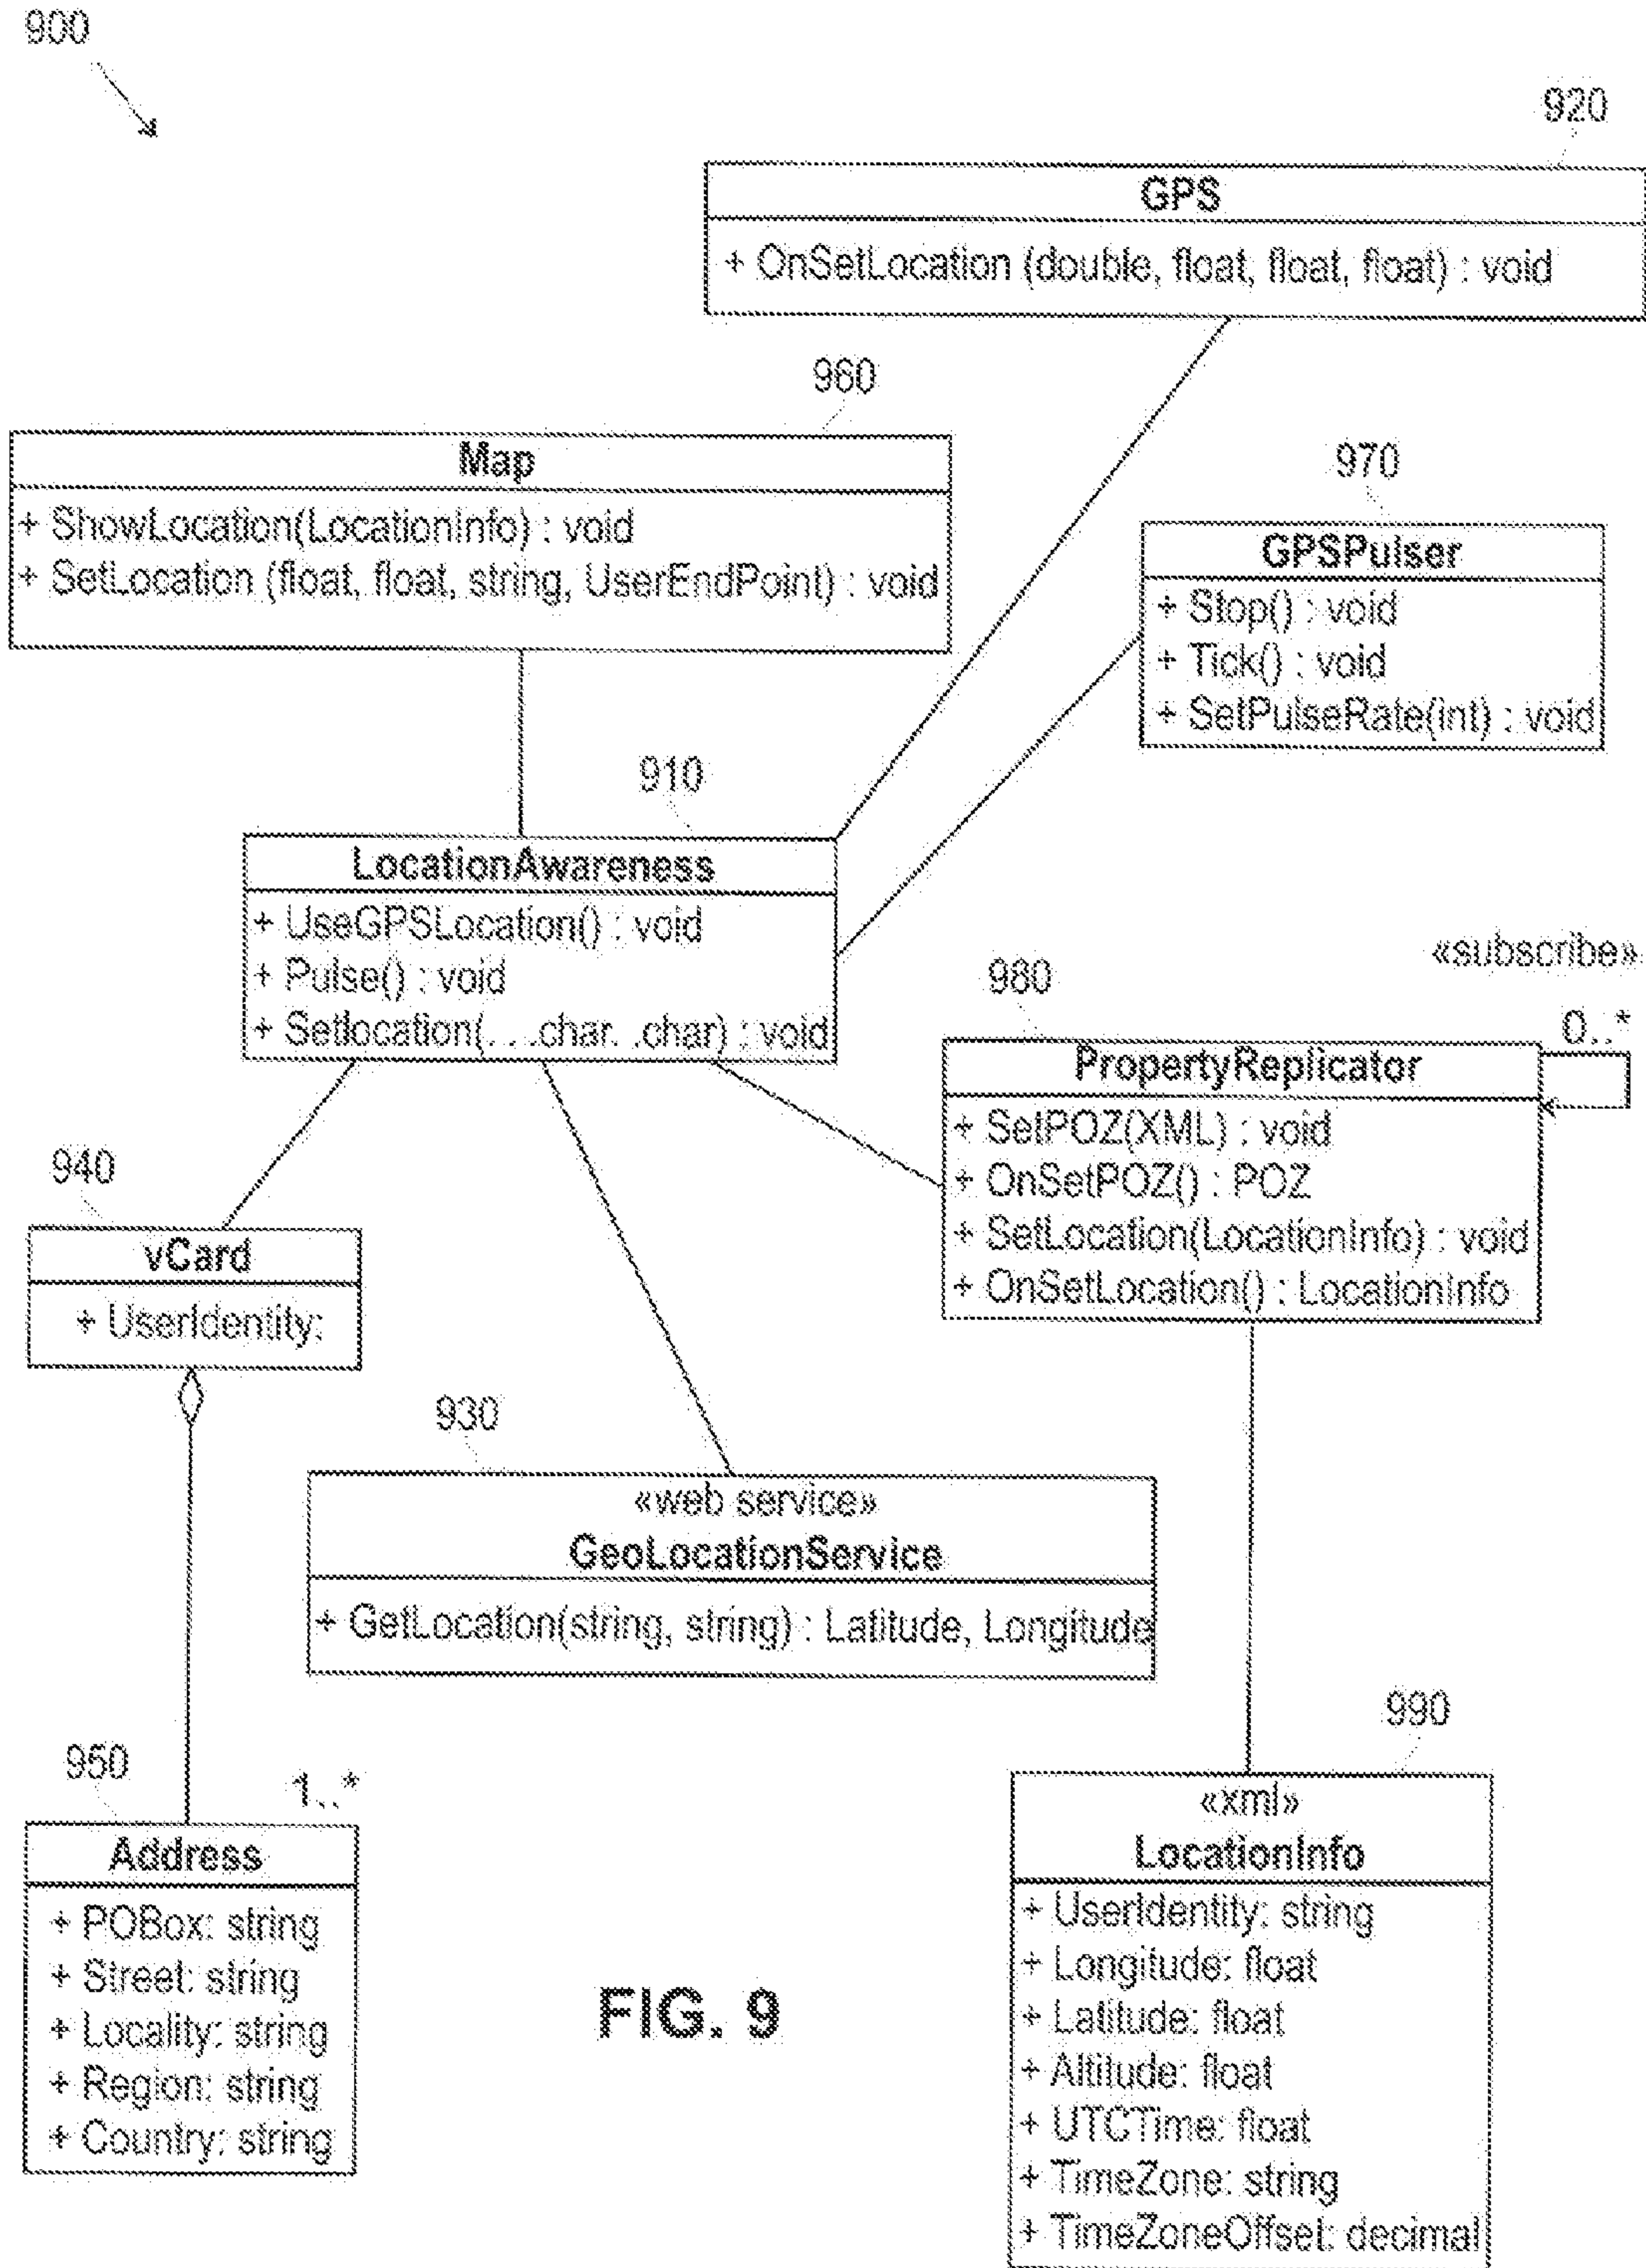 900
920
GPS
+ OnSetLocation (double, float, float, float) : void
960
Map
+ ShowLocation(LocationInfo) : void
+ SetLocation (float, float, string, UserEndPoint) : void
970
GPSPulser
+ Stop() : void
+ Tick() : void
+ SetPulseRate(int) : void
910
LocationAwareness
+ UseGPSLocation() : void
+ Pulse() : void
+ Setlocation(. . .char. .char) : void
«subscribe»
0..*
980
PropertyReplicator
+ SetPOZ(XML) : void
+ OnSetPOZ() : POZ
+ SetLocation(LocationInfo) : void
+ OnSetLocation() : LocationInfo
940
vCard
+ UserIdentity:
930
«web service»
GeoLocationService
+ GetLocation(string, string) : Latitude, Longitude
950
1..*
Address
+ POBox: string
+ Street: string
+ Locality: string
+ Region: string
+ Country: string
990
«xml»
LocationInfo
+ UserIdentity: string
+ Longitude: float
+ Latitude: float
+ Altitude: float
+ UTCTime: float
+ TimeZone: string
+ TimeZoneOffset: decimal
FIG. 9